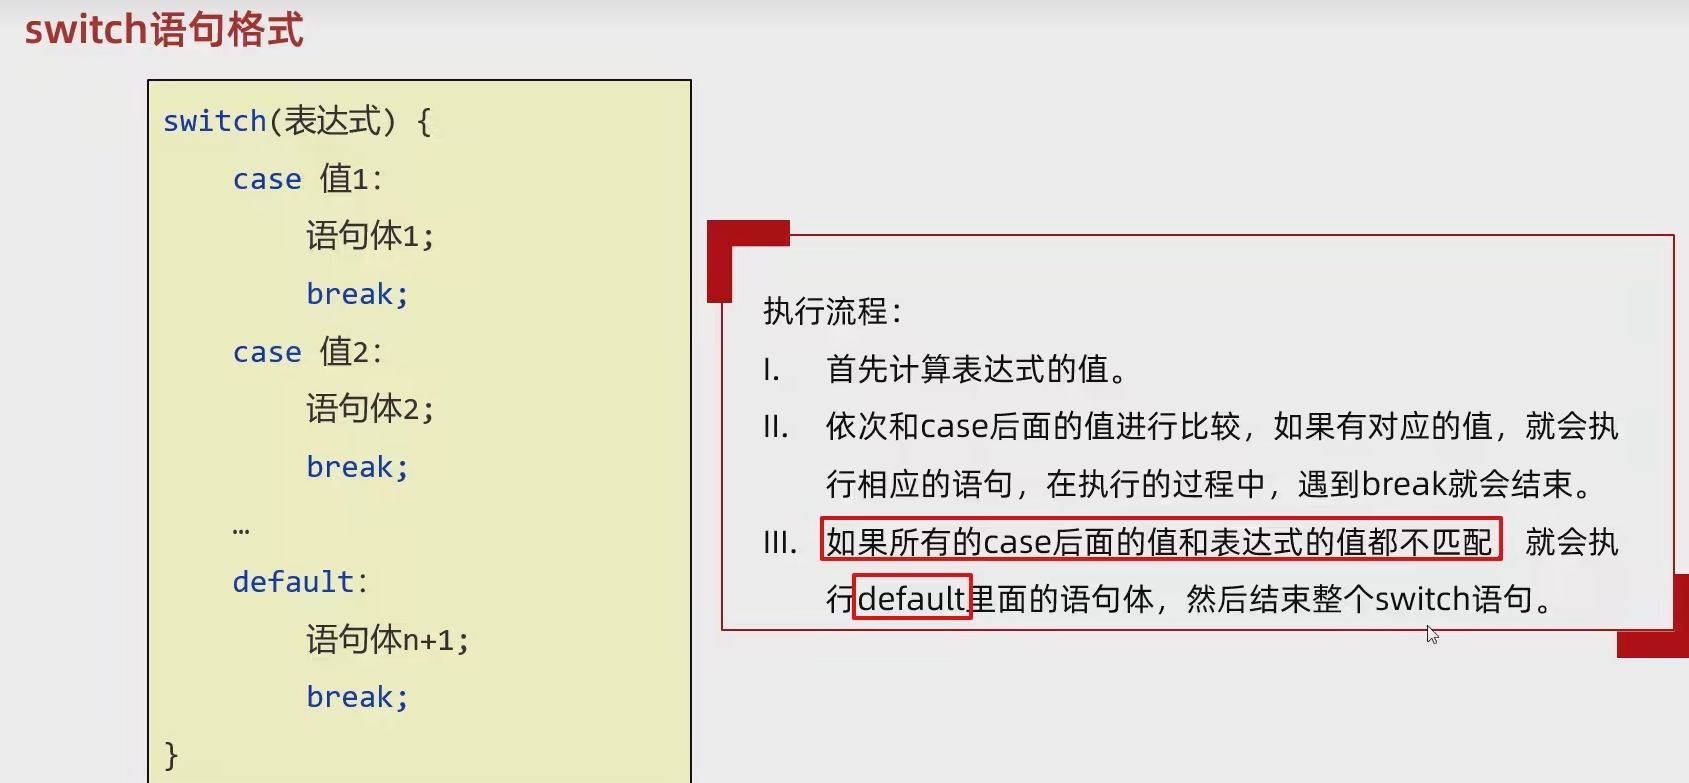 switch语句格式
switch(表达式) {
case 值1:
语句体1;
break;
case 值2:
语句体2;
break;
…
default:
语句体n+1;
break;
}
执行流程:
I. 首先计算表达式的值。
II. 依次和case后面的值进行比较，如果有对应的值，就会执
行相应的语句，在执行的过程中，遇到break就会结束。
III. 如果所有的case后面的值和表达式的值都不匹配，就会执
行default里面的语句体，然后结束整个switch语句。